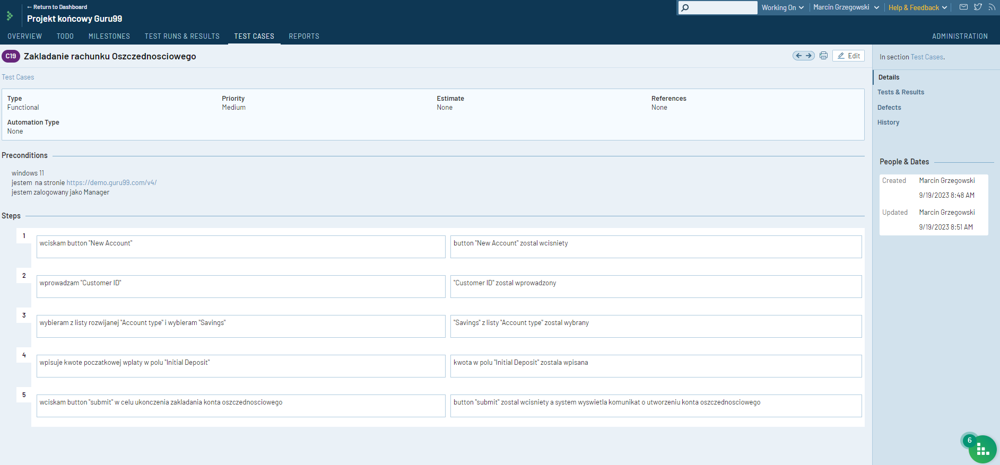 ← Return to Dashboard
Projekt końcowy Guru99
Working On
Marcin Grzegowski
Help & Feedback
OVERVIEW
TODO
MILESTONES
TEST RUNS & RESULTS
TEST CASES
REPORTS
ADMINISTRATION
C19 Zakladanie rachunku Oszczednosciowego
Edit
In section Test Cases.
Test Cases
Details
Tests & Results
Defects
History
Type
Functional
Priority
Medium
Estimate
None
References
None
Automation Type
None
Preconditions
windows 11
jestem na stronie https://demo.guru99.com/v4/
jestem zalogowany jako Manager
People & Dates
Created Marcin Grzegowski
9/19/2023 8:48 AM
Updated Marcin Grzegowski
9/19/2023 8:51 AM
Steps
1
wciskam button "New Account"
button "New Account" zostal wcisniety
2
wprowadzam "Customer ID"
"Customer ID" zostal wprowadzony
3
wybieram z listy rozwijanej "Account type" i wybieram "Savings"
"Savings" z listy "Account type" zostal wybrany
4
wpisuje kwote poczatkowej wplaty w polu "Initial Deposit"
kwota w polu "Initial Deposit" zostala wpisana
5
wciskam button "submit" w celu ukonczenia zakladania konta oszczednosciowego
button "submit" zostal wcisniety a system wyswietla komunikat o utworzeniu konta oszczednosciowego
6